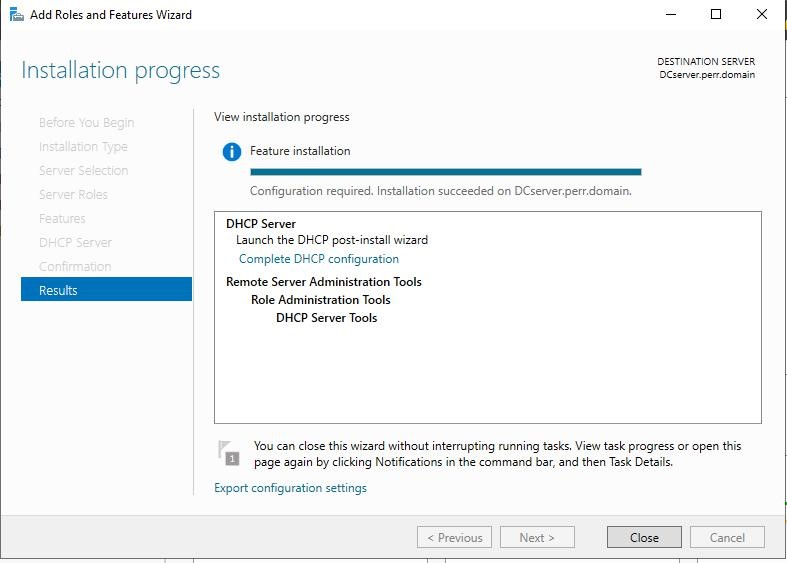 Add Roles and Features Wizard
Installation progress
DESTINATION SERVER
DCserver.perr.domain
Before You Begin
Installation Type
Server Selection
Server Roles
Features
DHCP Server
Confirmation
Results
View installation progress
Feature installation
Configuration required. Installation succeeded on DCserver.perr.domain.
DHCP Server
Launch the DHCP post-install wizard
Complete DHCP configuration
Remote Server Administration Tools
Role Administration Tools
DHCP Server Tools
1
You can close this wizard without interrupting running tasks. View task progress or open this
page again by clicking Notifications in the command bar, and then Task Details.
Export configuration settings
< Previous
Next >
Close
Cancel